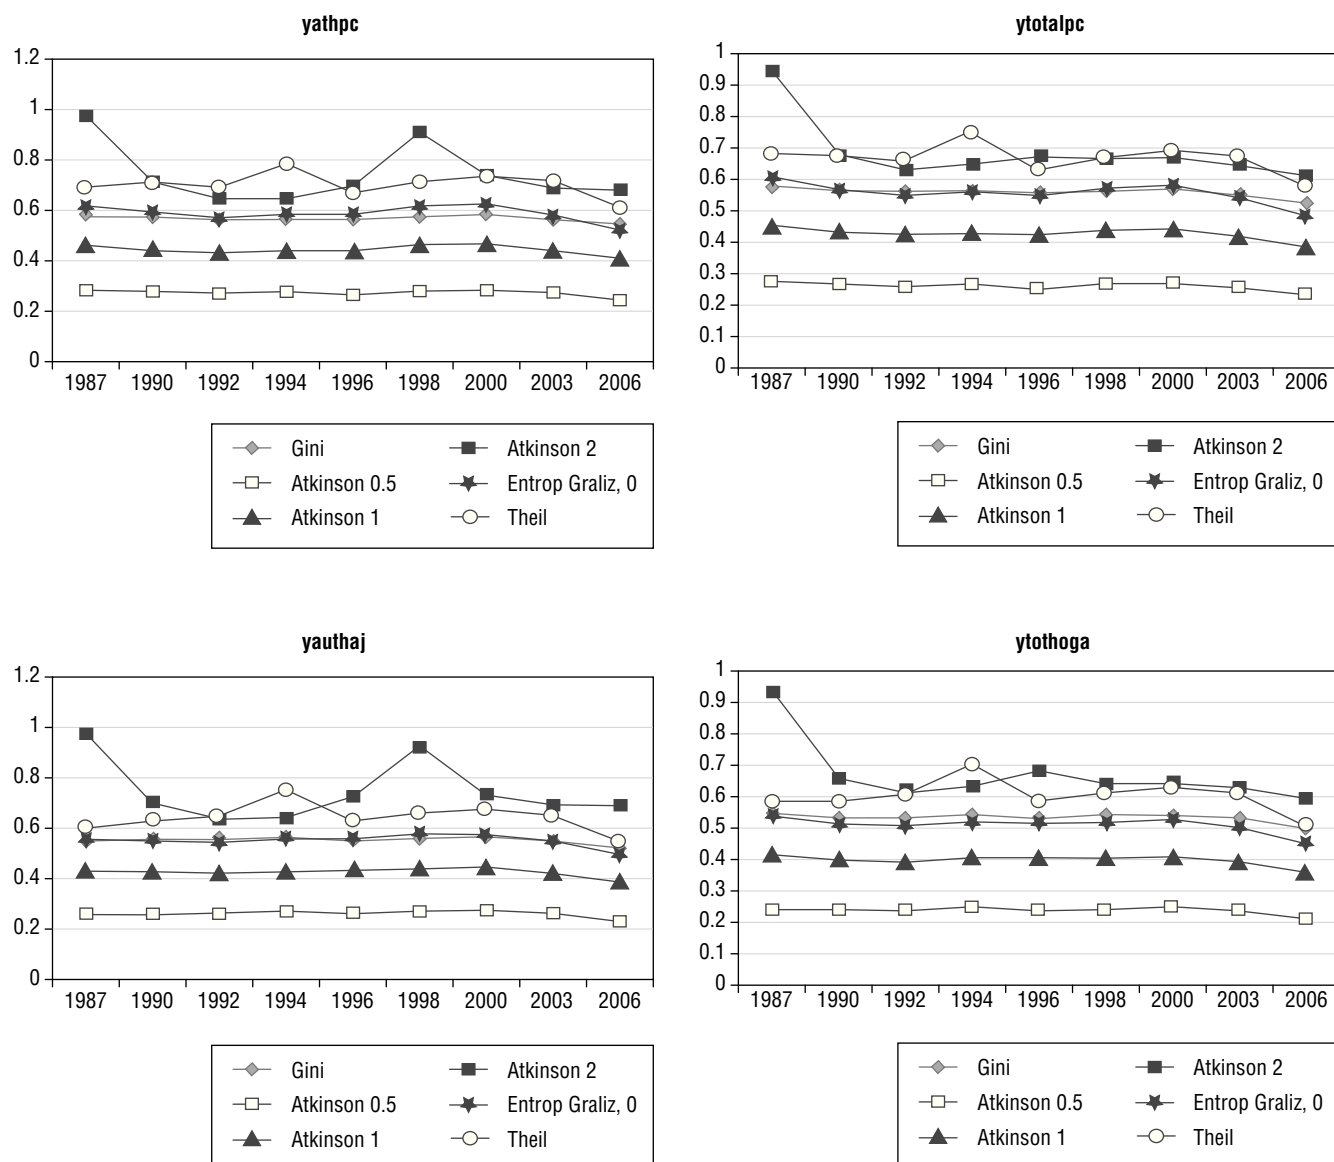 yathpc
1.2
1
0.8
0.6
0.4
0.2
0
1987 1990 1992 1994 1996 1998 2000 2003 2006
Gini Atkinson 2
Atkinson 0.5 Entrop Graliz, 0
Atkinson 1 Theil
ytotalpc
1
0.9
0.8
0.7
0.6
0.5
0.4
0.3
0.2
0.1
0
1987 1990 1992 1994 1996 1998 2000 2003 2006
Gini Atkinson 2
Atkinson 0.5 Entrop Graliz, 0
Atkinson 1 Theil
yauthaj
1.2
1
0.8
0.6
0.4
0.2
0
1987 1990 1992 1994 1996 1998 2000 2003 2006
Gini Atkinson 2
Atkinson 0.5 Entrop Graliz, 0
Atkinson 1 Theil
ytothoga
1
0.9
0.8
0.7
0.6
0.5
0.4
0.3
0.2
0.1
0
1987 1990 1992 1994 1996 1998 2000 2003 2006
Gini Atkinson 2
Atkinson 0.5 Entrop Graliz, 0
Atkinson 1 Theil